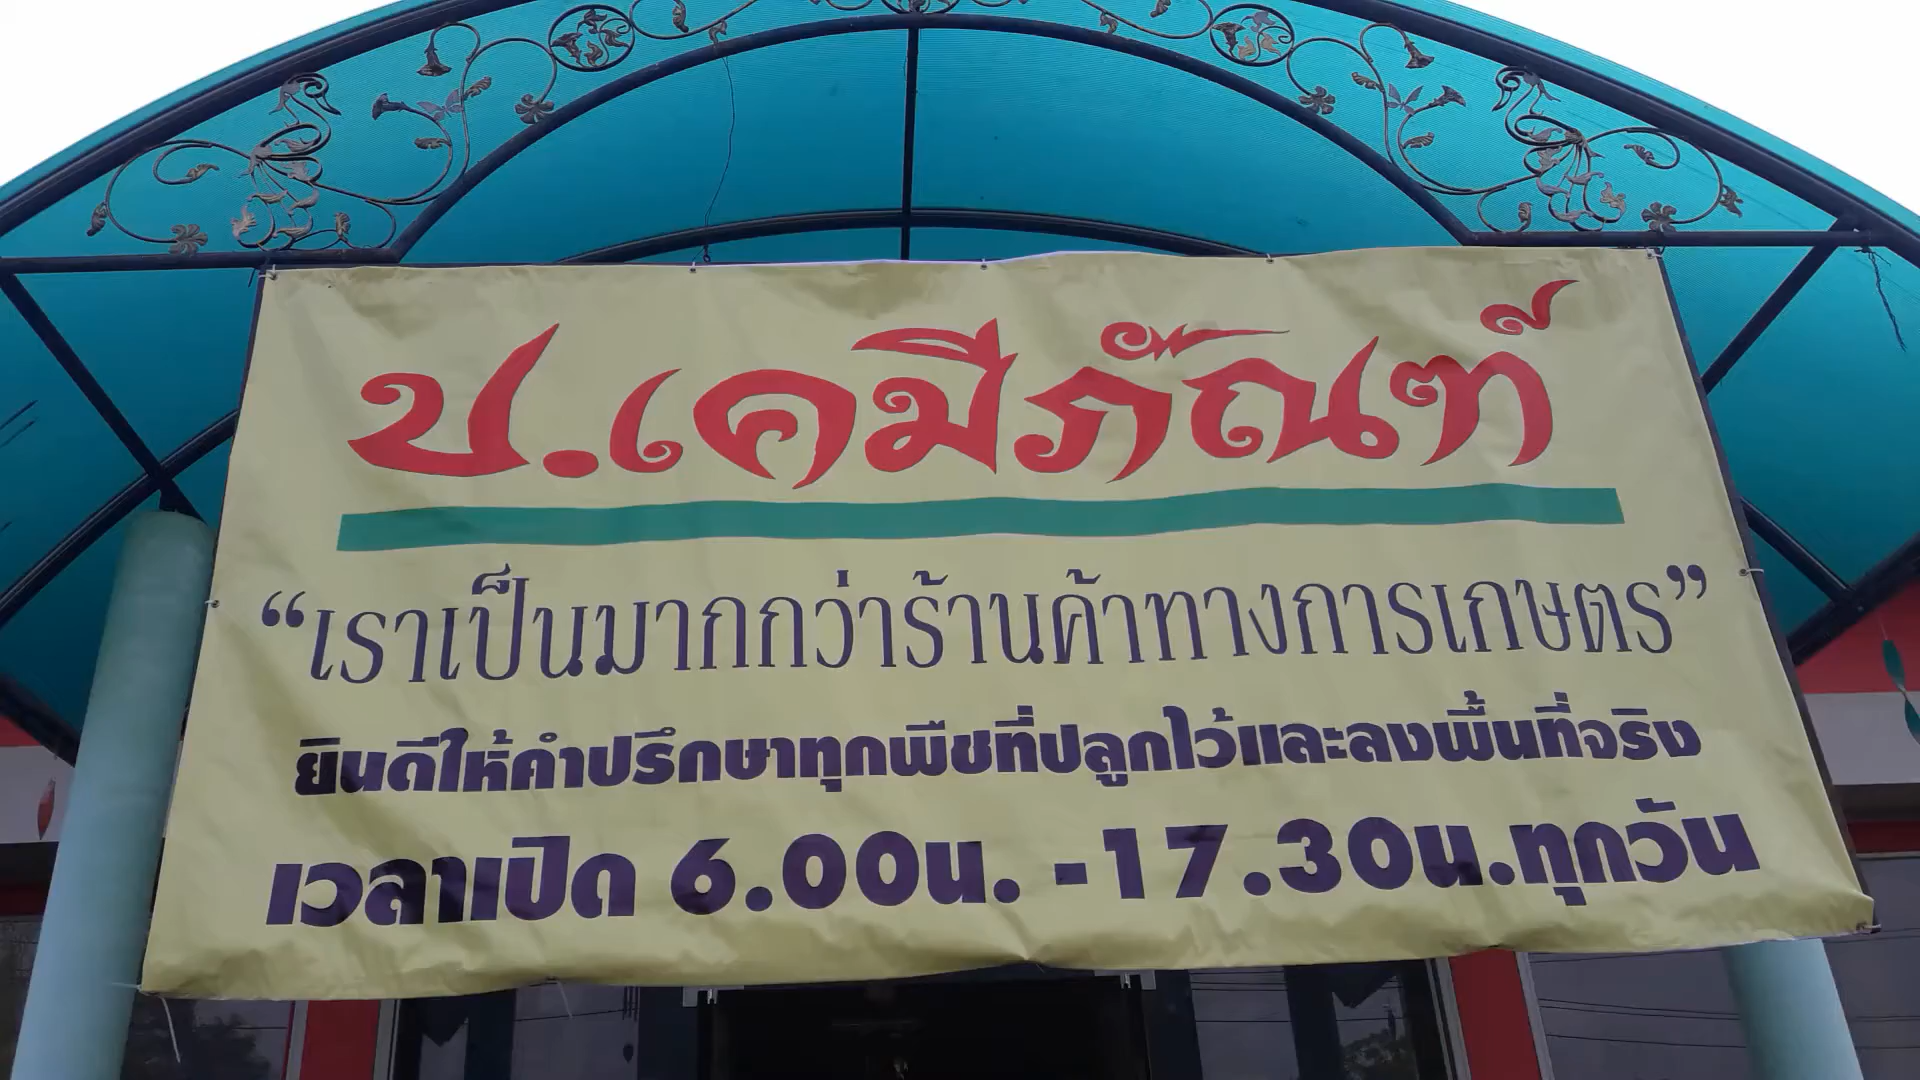 ป.เคมีภัณฑ์
“เราเป็นมากกว่าร้านค้าทางการเกษตร”
ยินดีให้คำปรึกษาทุกพืชที่ปลูกไว้และลงพื้นที่จริง
เวลาเปิด 6.00น. -17.30น.ทุกวัน